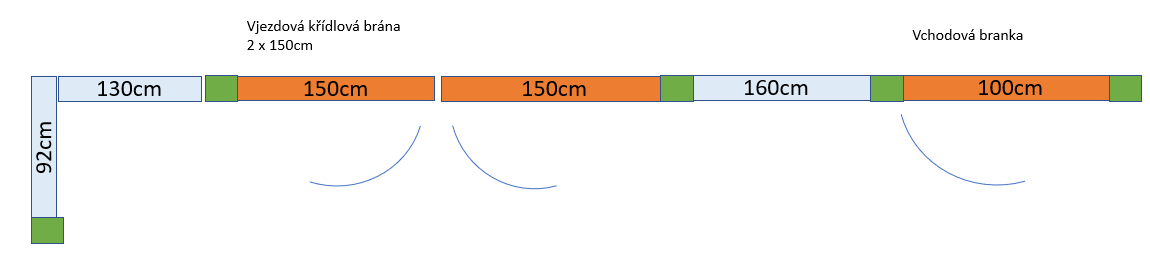 Vjezdová křídlová brána
2 x 150cm
Vchodová branka
130cm
150cm
150cm
160cm
100cm
92cm